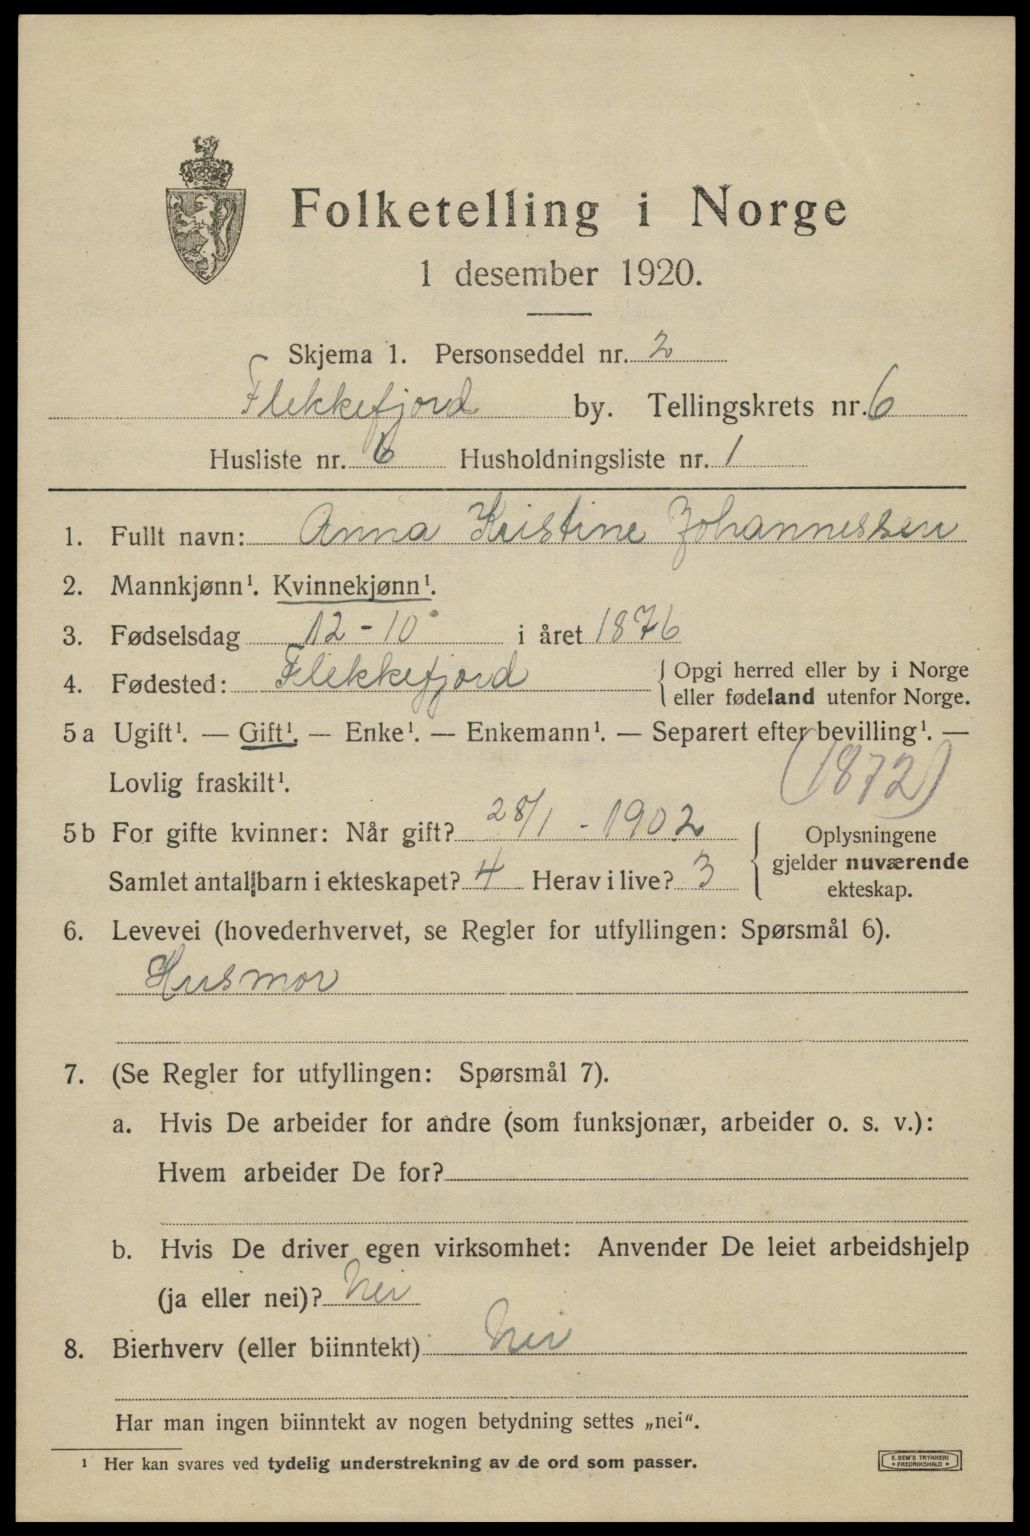 Folketelling i Norge
1 desember 1920.
Skjema 1. Personseddel nr. 2
Flekkefjord by. Tellingskrets nr. 6
Husliste nr. 6 Husholdningsliste nr. 1
1. Fullt navn: Anna Kristine Johannessen
2. Mannkjønn¹. Kvinnekjønn¹.
3. Fødselsdag 12-10 i året 1876
4. Fødested: Flekkefjord { Opgi herred eller by i Norge
eller fødeland utenfor Norge.
5a Ugift¹. — Gift¹. — Enke¹. — Enkemann¹. — Separert efter bevilling¹. —
Lovlig fraskilt¹.
(1872)
5b For gifte kvinner: Når gift? 28/1 - 1902
Samlet antall barn i ekteskapet? 4 Herav i live? 3
{ Oplysningene
gjelder nuværende
ekteskap.
6. Levevei (hovederhvervet, se Regler for utfyllingen: Spørsmål 6).
Husmor
7. (Se Regler for utfyllingen: Spørsmål 7).
a. Hvis De arbeider for andre (som funksjonær, arbeider o. s. v.):
Hvem arbeider De for?
b. Hvis De driver egen virksomhet: Anvender De leiet arbeidshjelp
(ja eller nei)? Nei
8. Bierhverv (eller biinntekt) Nei
Har man ingen biinntekt av nogen betydning settes „nei“.
¹ Her kan svares ved tydelig understrekning av de ord som passer.
E. SEM'S TRYKKERI
FREDRIKSHALD